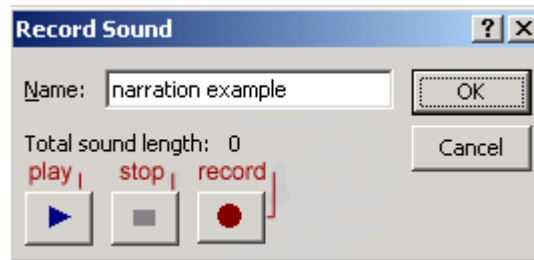 Record Sound ? X
Name: narration example OK
Total sound length: 0 Cancel
play stop record